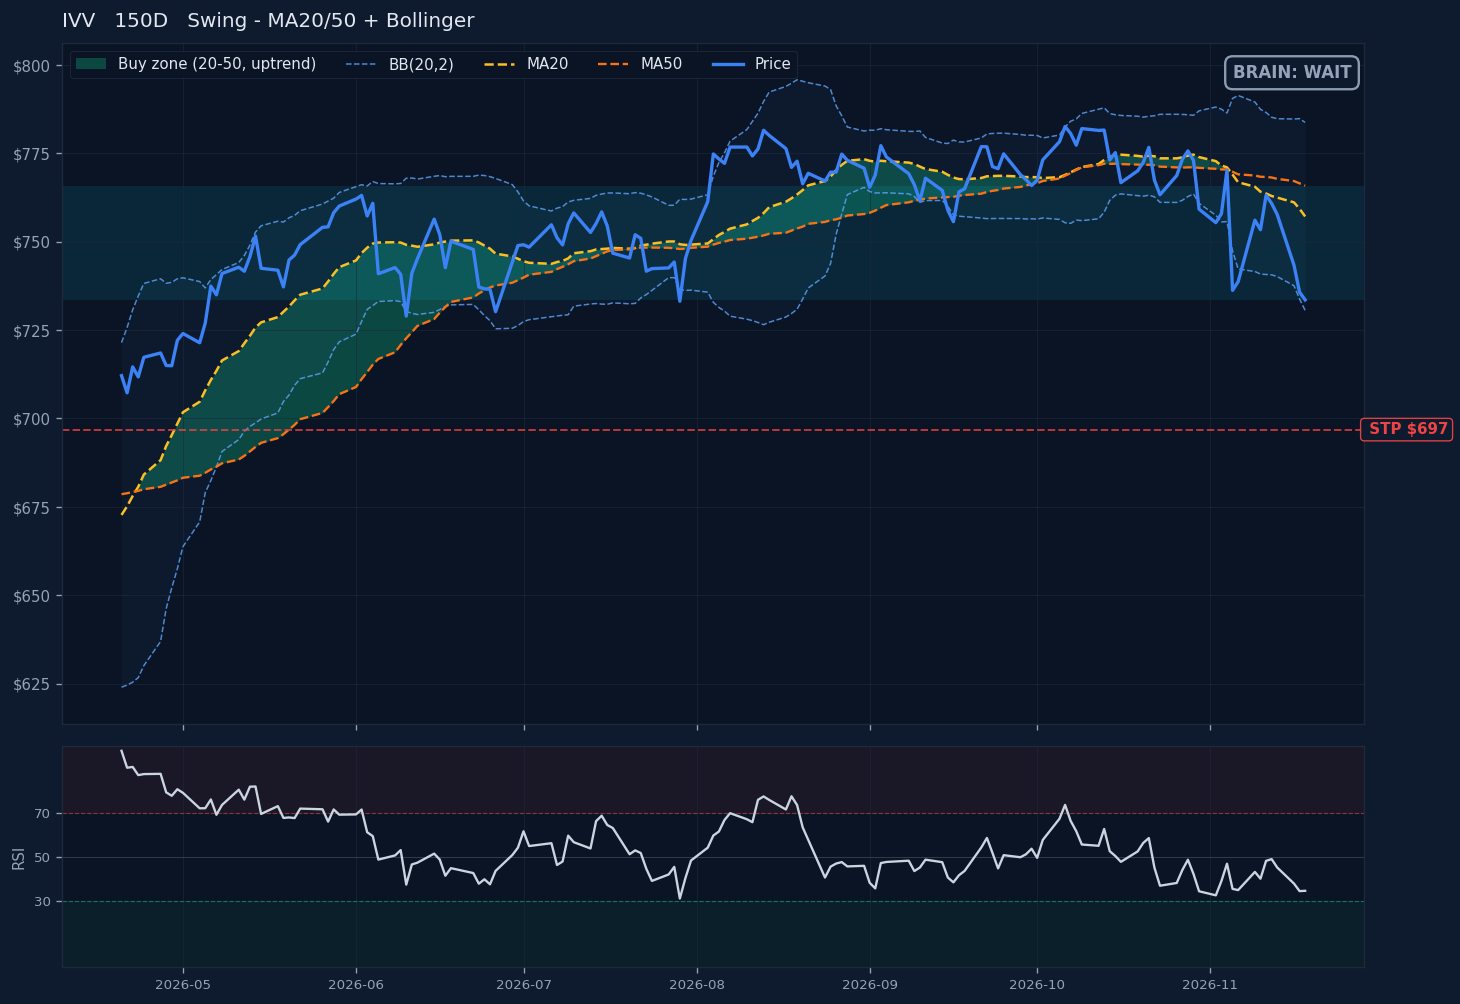 IVV   150D   Swing - MA20/50 + Bollinger
Buy zone (20-50, uptrend)
BB(20,2)
MA20
MA50
Price
BRAIN: WAIT
$800
$775
$750
$725
$700
$675
$650
$625
STP $697
RSI
70
50
30
2026-05
2026-06
2026-07
2026-08
2026-09
2026-10
2026-11